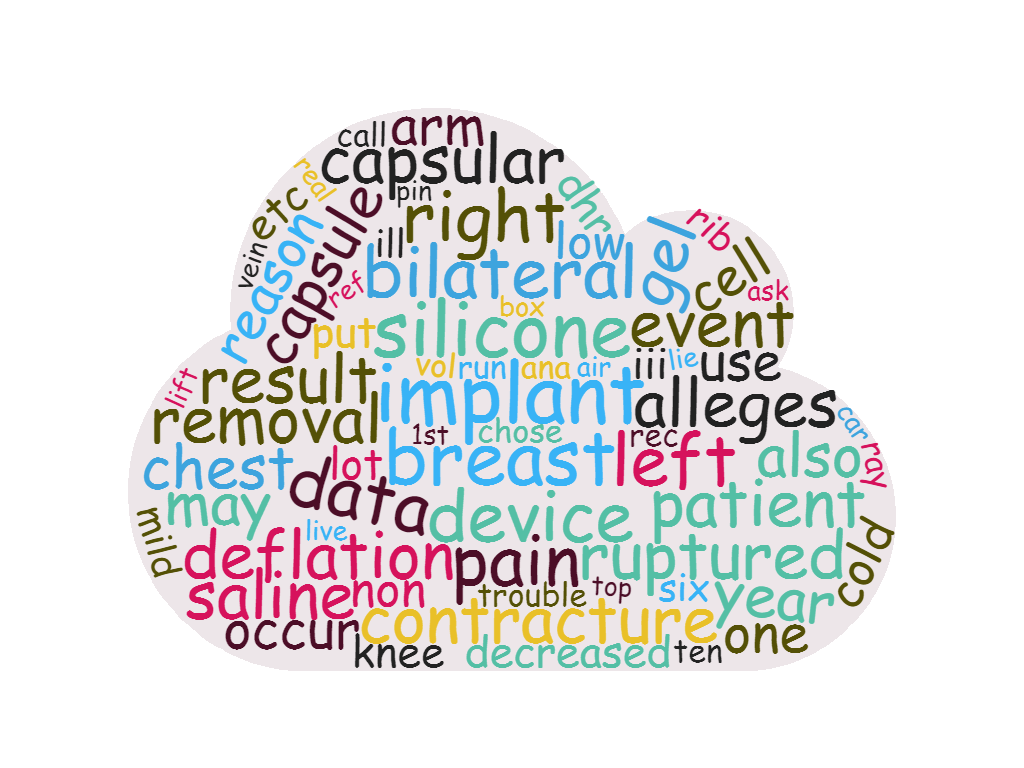 call arm
capsular
real pin dhr
etc capsule right
reason ill low rib
vein bilateral gel cell
ref box ask
put silicone event
vol run ana air iii lie use
lift result implant
removal alleges car
1st chose rec
chest lot breast left also ray
may data device patient
mild live cold
deflation pain ruptured
saline non trouble top six year
occur contracture one
knee decreased ten